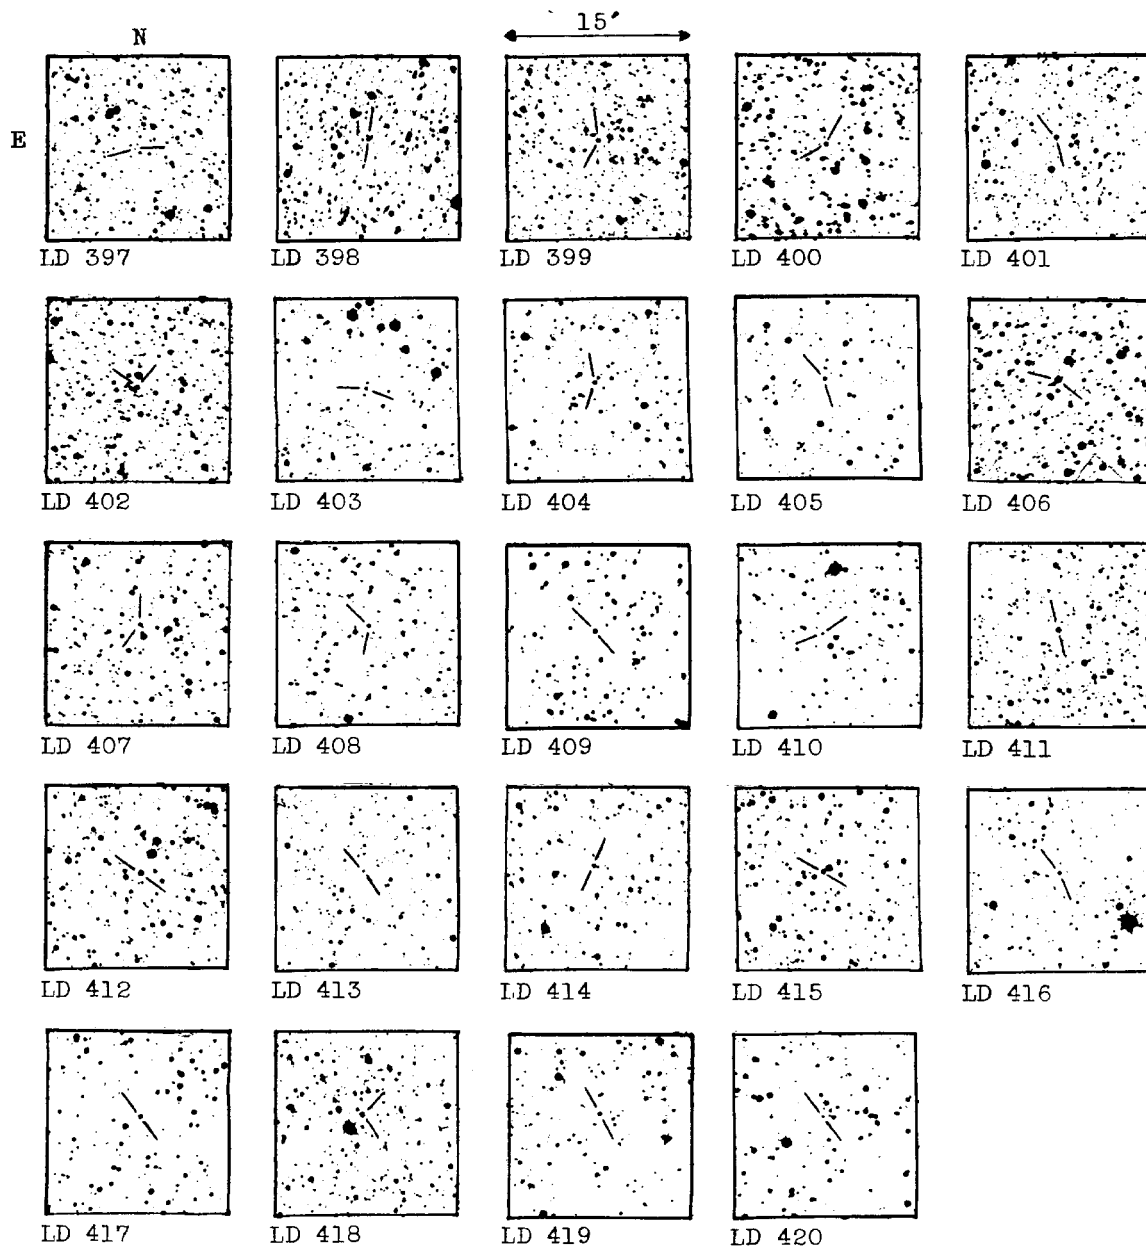 N
15′
E
LD 397
LD 398
LD 399
LD 400
LD 401
LD 402
LD 403
LD 404
LD 405
LD 406
LD 407
LD 408
LD 409
LD 410
LD 411
LD 412
LD 413
LD 414
LD 415
LD 416
LD 417
LD 418
LD 419
LD 420